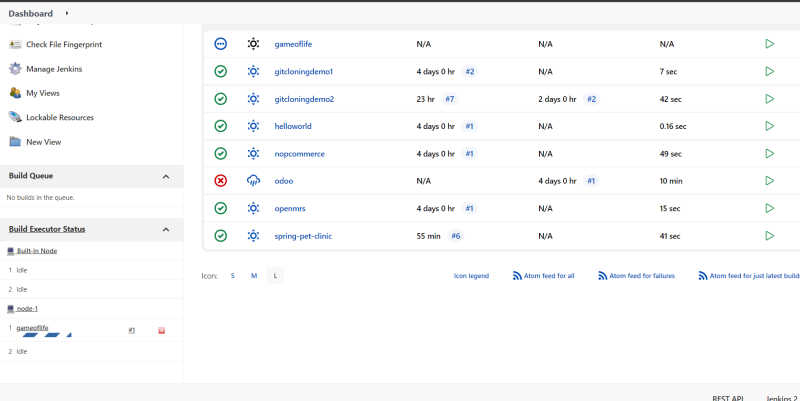 Dashboard
Check File Fingerprint
Manage Jenkins
My Views
Lockable Resources
New View
Build Queue
No builds in the queue.
Build Executor Status
Built-In Node
1 Idle
2 Idle
node-1
1 gameoflife #1
2 Idle
gameoflife N/A N/A N/A
gitcloningdemo1 4 days 0 hr #2 N/A 7 sec
gitcloningdemo2 23 hr #7 2 days 0 hr #2 42 sec
helloworld 4 days 0 hr #1 N/A 0.16 sec
nopcommerce 4 days 0 hr #1 N/A 49 sec
odoo N/A 4 days 0 hr #1 10 min
openmrs 4 days 0 hr #1 N/A 15 sec
spring-pet-clinic 55 min #6 N/A 41 sec
Icon: S M L Icon legend Atom feed for all Atom feed for failures Atom feed for just latest builds
REST API Jenkins 2